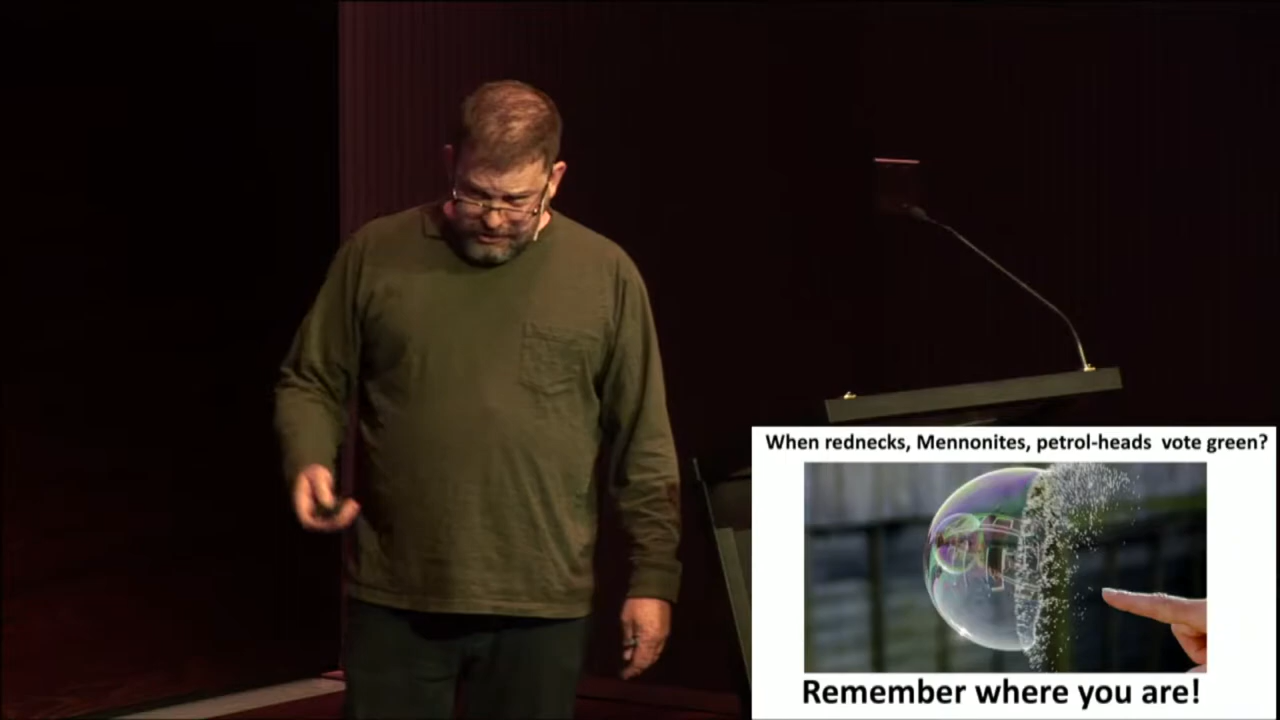 When rednecks, Mennonites, petrol-heads vote green?
Remember where you are!